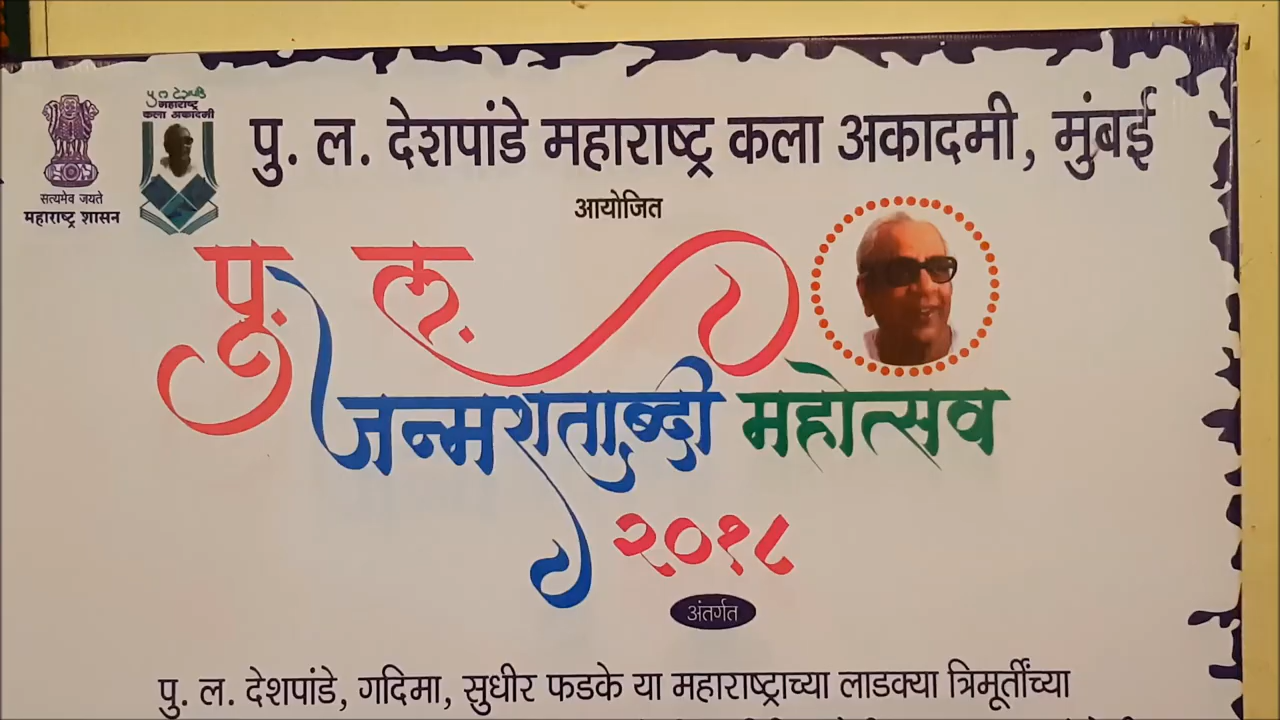 पु ल देशपांडे
महाराष्ट्र
कला अकादमी
सत्यमेव जयते
महाराष्ट्र शासन
पु. ल. देशपांडे महाराष्ट्र कला अकादमी, मुंबई
आयोजित
पु. ल.
जन्मशताब्दी महोत्सव
२०१८
अंतर्गत
पु. ल. देशपांडे, गदिमा, सुधीर फडके या महाराष्ट्राच्या लाडक्या त्रिमूर्तींच्या